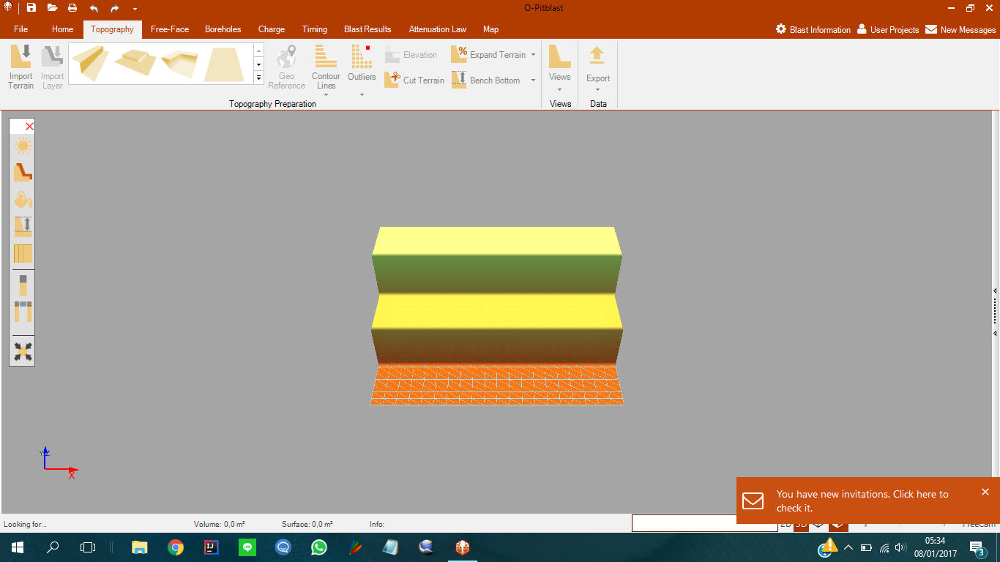 O-Pitblast
File Home Topography Free-Face Boreholes Charge Timing Blast Results Attenuation Law Map Blast Information User Projects New Messages
Import Terrain
Import Layer
Geo Reference
Contour Lines
Outliers
Elevation
Cut Terrain
% Expand Terrain
Bench Bottom
Views
Export
Topography Preparation Views Data
Y Z
X
You have new invitations. Click here to
check it.
Looking for... Volume: 0,0 m³ Surface: 0,0 m² Info: 2D 3D FreeCam
IJ LINE Q 05:34
08/01/2017
3